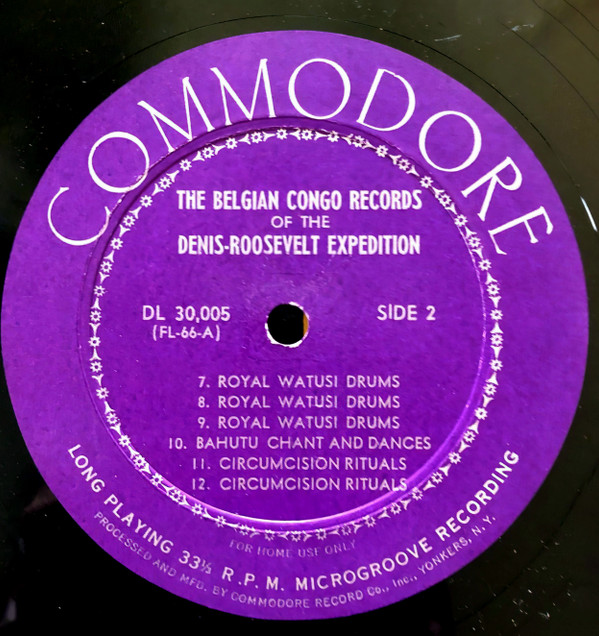 COMMODORE
THE BELGIAN CONGO RECORDS
OF THE
DENIS-ROOSEVELT EXPEDITION
DL 30,005
(FL-66-A)
SIDE 2
7. ROYAL WATUSI DRUMS
8. ROYAL WATUSI DRUMS
9. ROYAL WATUSI DRUMS
10. BAHUTU CHANT AND DANCES
11. CIRCUMCISION RITUALS
12. CIRCUMCISION RITUALS
FOR HOME USE ONLY
LONG PLAYING 33⅓ R.P.M. MICROGROOVE RECORDING
PROCESSED AND MFD. BY COMMODORE RECORD Co., Inc., YONKERS, N.Y.